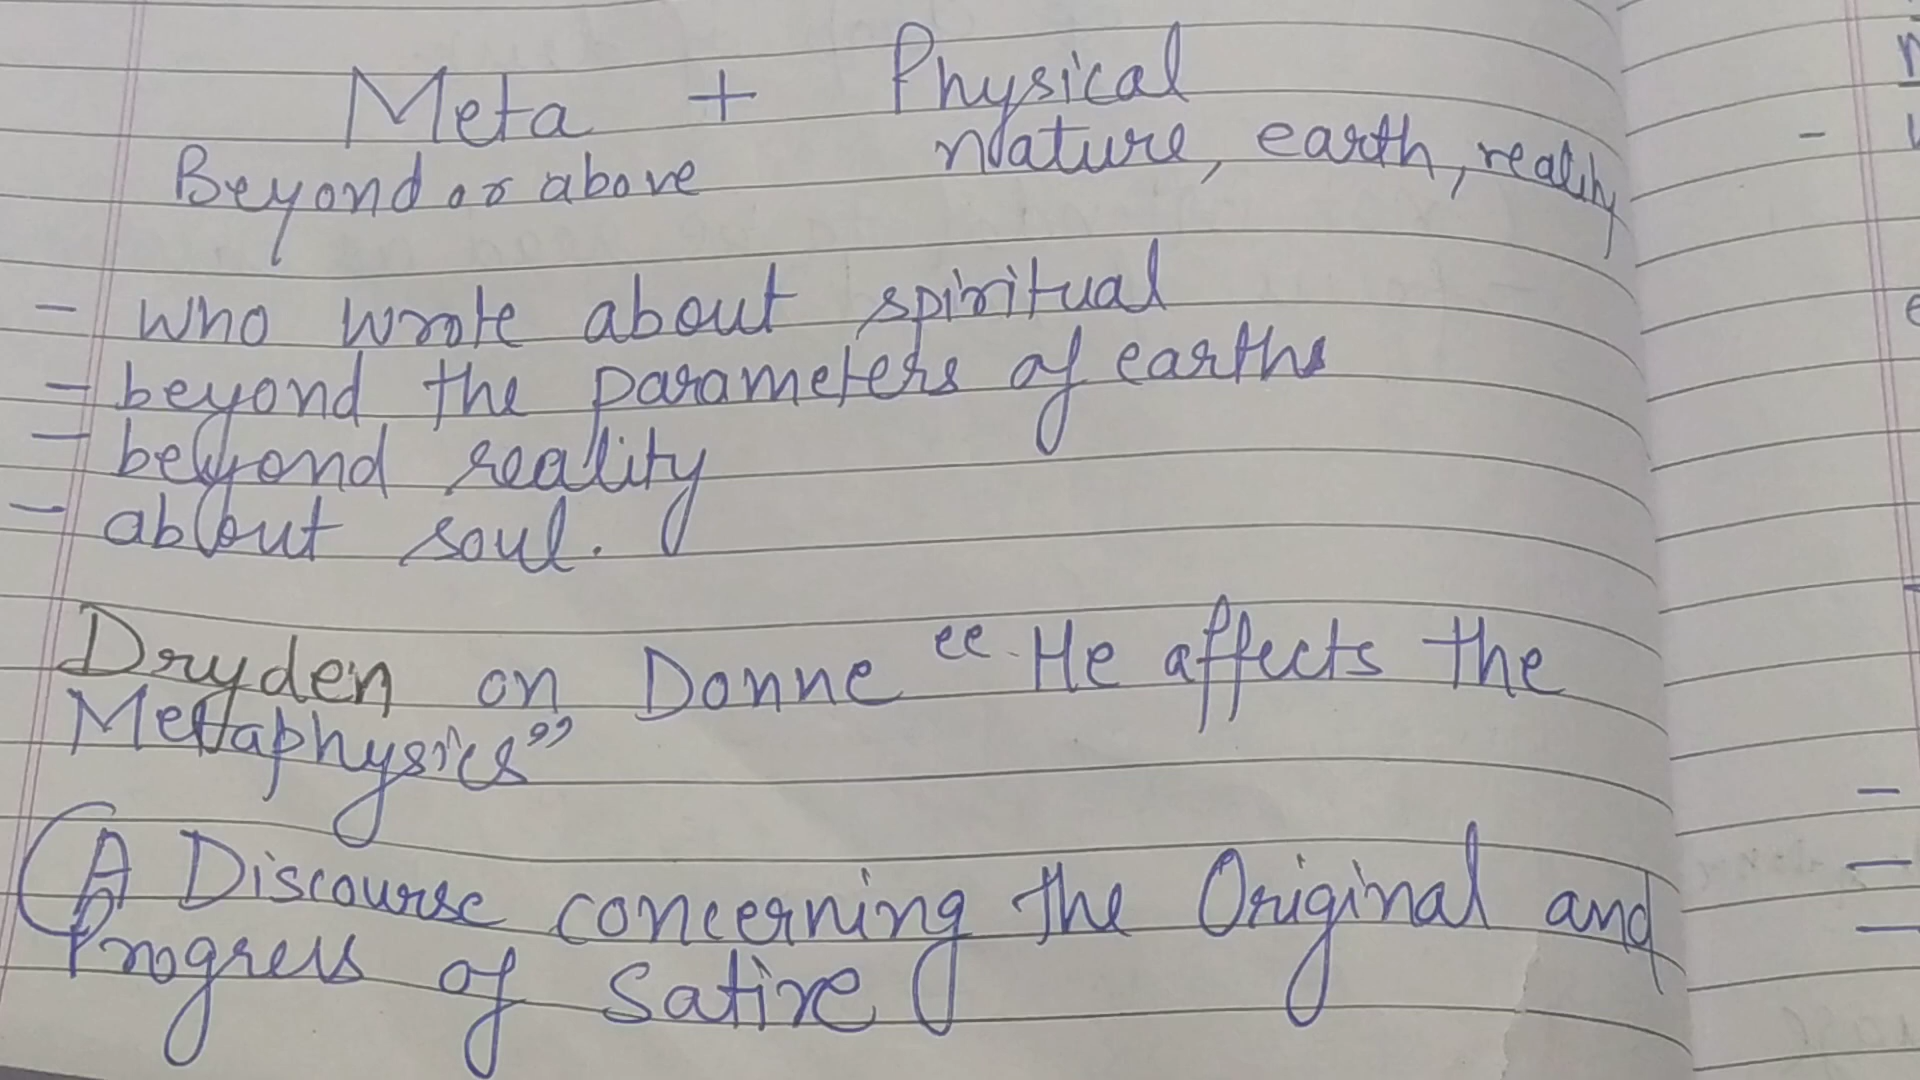 Meta + Physical
Beyond or above nature, earth, reality
- who wrote about spiritual
- beyond the parameters of earths
- beyond reality
- about soul.
Dryden on Donne "He affects the
Metaphysics"
A Discourse concerning the Original and
Progress of Satire